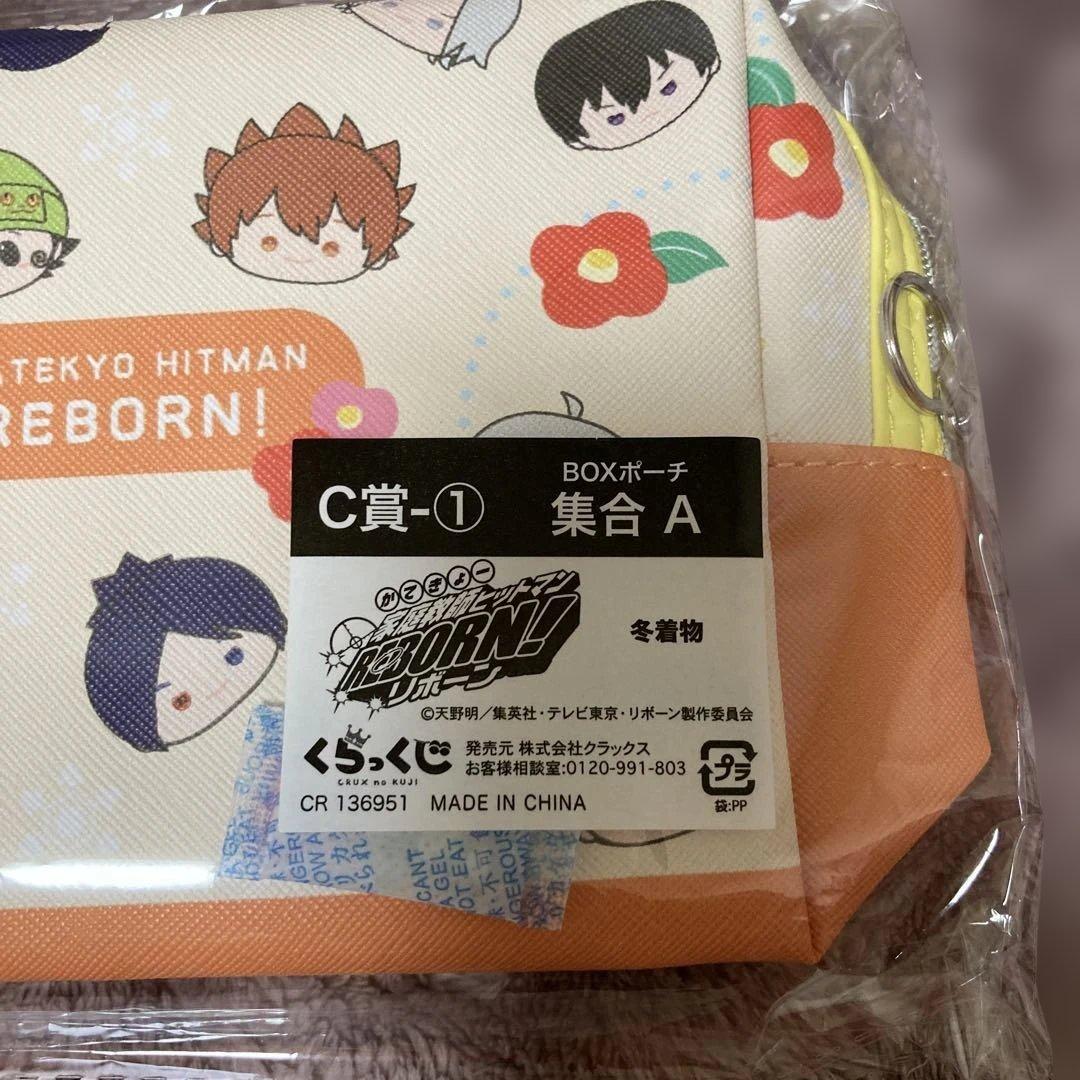 ATEKYO HITMAN
REBORN!
C賞-①
BOXポーチ
集合 A
かてきょー
家庭教師ヒットマン
REBORN!
リボーン
冬着物
©天野明／集英社・テレビ東京・リボーン製作委員会
くらっくじ
CRUX no KUJI
発売元 株式会社クラックス
お客様相談室:0120-991-803
プラ
袋:PP
CR 136951 MADE IN CHINA